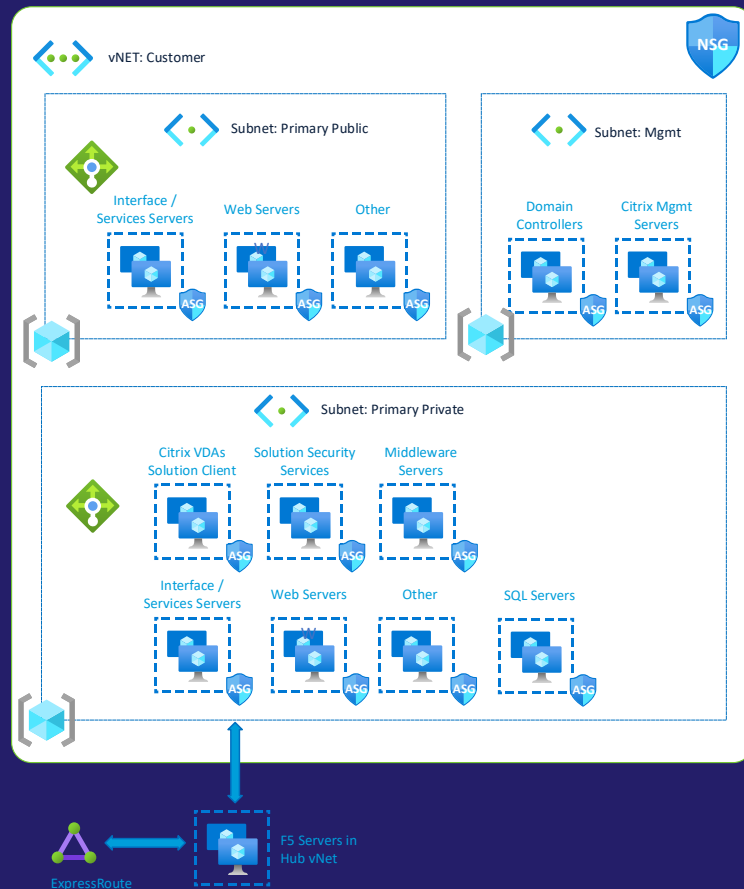 NSG
vNET: Customer
Subnet: Primary Public
Subnet: Mgmt
Interface /
Services Servers
Web Servers
Other
Domain
Controllers
Citrix Mgmt
Servers
W
ASG
ASG
ASG
ASG
ASG
Subnet: Primary Private
Citrix VDAs
Solution Client
Solution Security
Services
Middleware
Servers
ASG
ASG
ASG
Interface /
Services Servers
Web Servers
Other
SQL Servers
W
ASG
ASG
ASG
ASG
F5 Servers in
Hub vNet
ExpressRoute